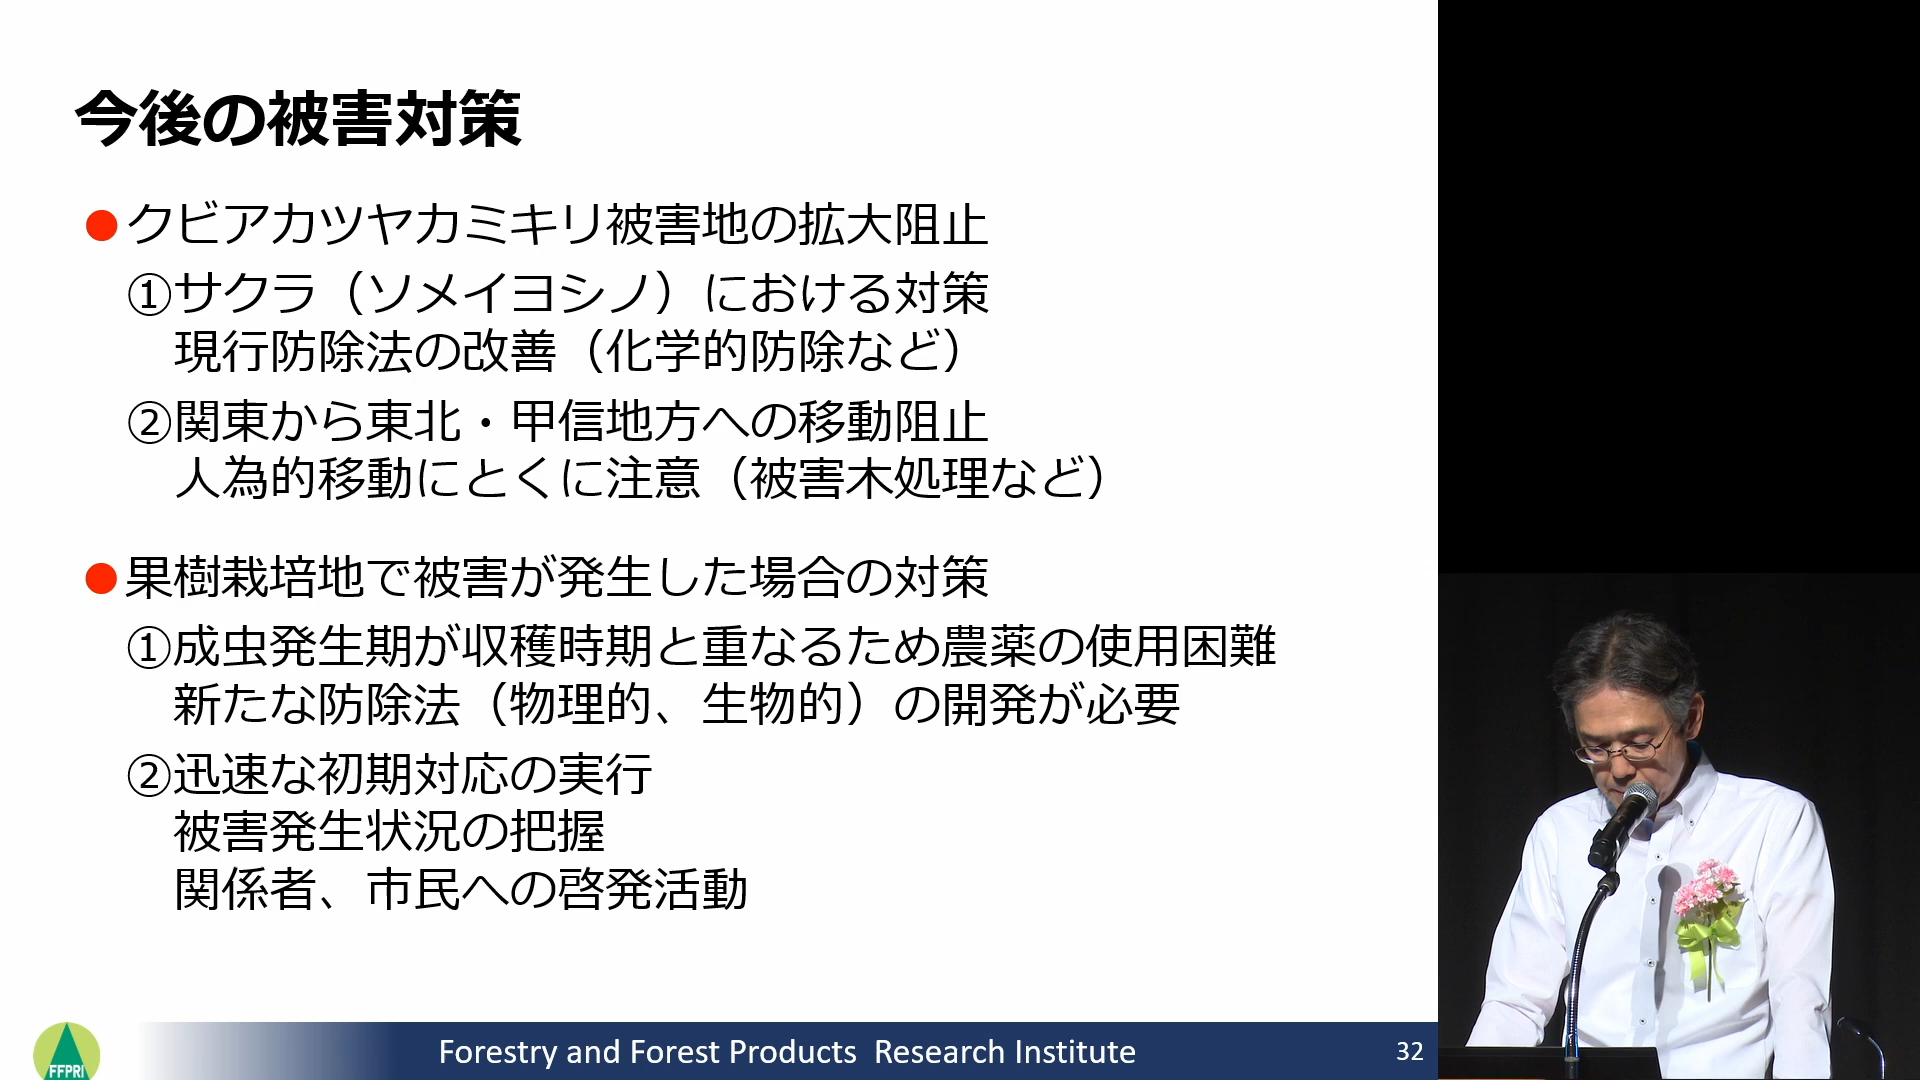 今後の被害対策
●クビアカツヤカミキリ被害地の拡大阻止
①サクラ（ソメイヨシノ）における対策
現行防除法の改善（化学的防除など）
②関東から東北・甲信地方への移動阻止
人為的移動にとくに注意（被害木処理など）
●果樹栽培地で被害が発生した場合の対策
①成虫発生期が収穫時期と重なるため農薬の使用困難
新たな防除法（物理的、生物的）の開発が必要
②迅速な初期対応の実行
被害発生状況の把握
関係者、市民への啓発活動
FFPRI
Forestry and Forest Products Research Institute
32